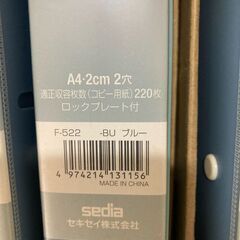 A4・2cm 2穴
適正収容枚数(コピー用紙)220枚
ロックプレート付
F-522 -BU ブルー
4 974214 131156
MADE IN CHINA
sedia
セキセイ株式会社